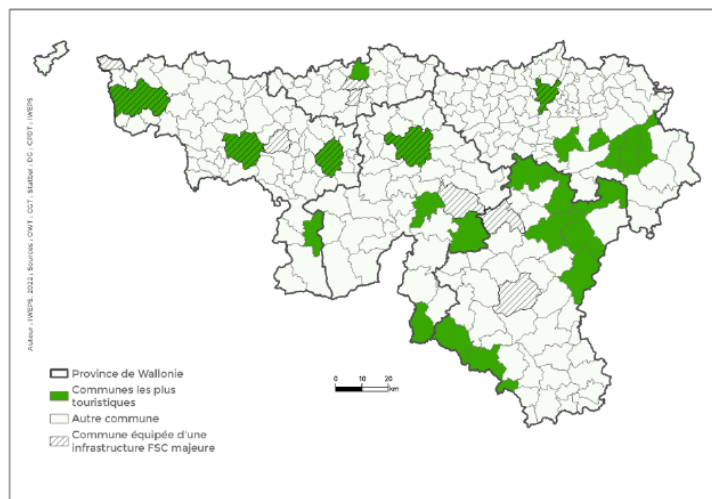 Auteur : IWEPS, 2022 ; Sources : OWT ; CGT ; Statbel ; DG ; CPDT ; IWEPS
Province de Wallonie
Communes les plus
touristiques
Autre commune
Commune équipée d'une
infrastructure FSC majeure
0 10 20
km